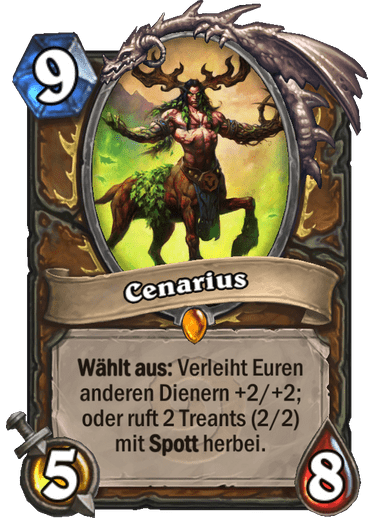 9
Cenarius
Wählt aus: Verleiht Euren
anderen Dienern +2/+2;
oder ruft 2 Treants (2/2)
mit Spott herbei.
5
8